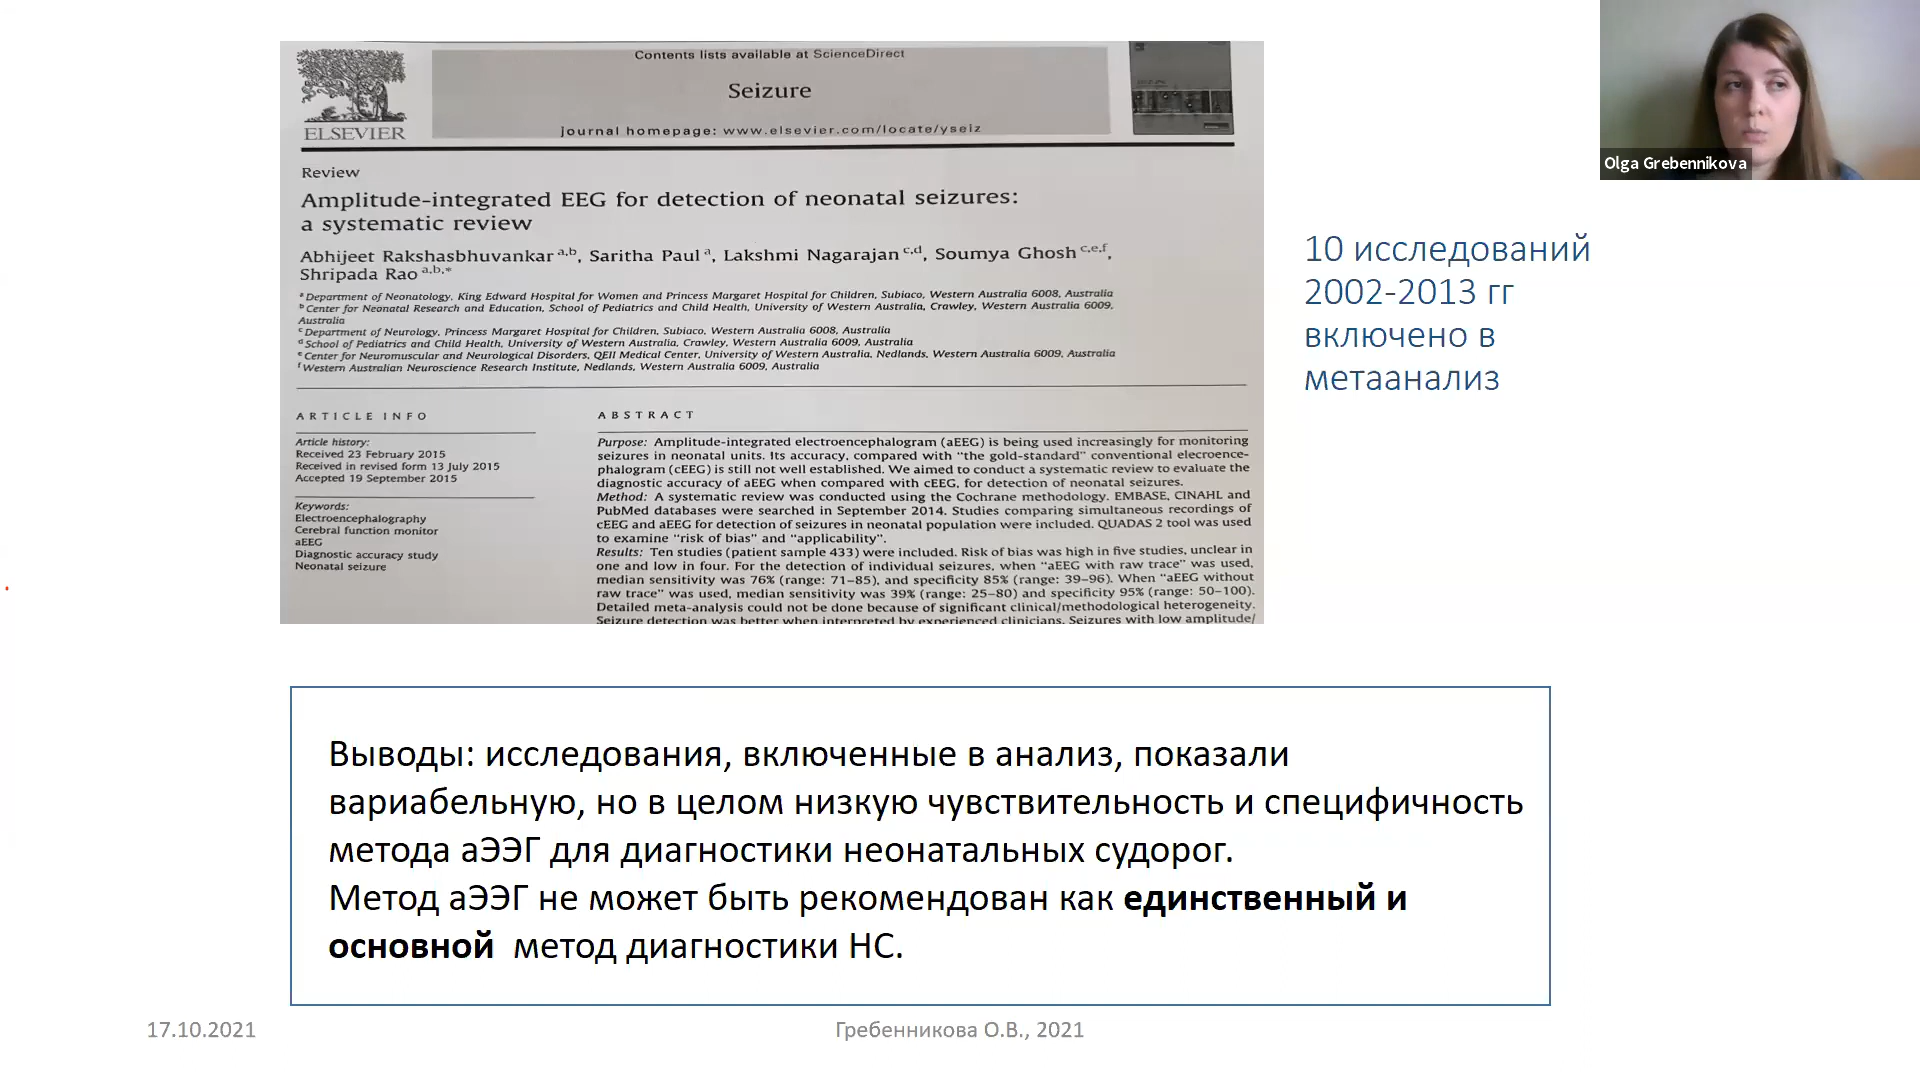 Contents lists available at ScienceDirect
Seizure
journal homepage: www.elsevier.com/locate/yseiz
ELSEVIER
Review
Amplitude-integrated EEG for detection of neonatal seizures:
a systematic review
Abhijeet Rakshasbhuvankar a,b, Saritha Paul a, Lakshmi Nagarajan c,d, Soumya Ghosh c,e,f,
Shripada Rao a,b,*
a Department of Neonatology, King Edward Hospital for Women and Princess Margaret Hospital for Children, Subiaco, Western Australia 6008, Australia
b Center for Neonatal Research and Education, School of Pediatrics and Child Health, University of Western Australia, Crawley, Western Australia 6009,
Australia
c Department of Neurology, Princess Margaret Hospital for Children, Subiaco, Western Australia 6008, Australia
d School of Pediatrics and Child Health, University of Western Australia, Crawley, Western Australia 6009, Australia
e Center for Neuromuscular and Neurological Disorders, QEII Medical Center, University of Western Australia, Nedlands, Western Australia 6009, Australia
f Western Australian Neuroscience Research Institute, Nedlands, Western Australia 6009, Australia
ARTICLE INFO
Article history:
Received 23 February 2015
Received in revised form 13 July 2015
Accepted 19 September 2015
Keywords:
Electroencephalography
Cerebral function monitor
aEEG
Diagnostic accuracy study
Neonatal seizure
ABSTRACT
Purpose: Amplitude-integrated electroencephalogram (aEEG) is being used increasingly for monitoring
seizures in neonatal units. Its accuracy, compared with "the gold-standard" conventional elecroence-
phalogram (cEEG) is still not well established. We aimed to conduct a systematic review to evaluate the
diagnostic accuracy of aEEG when compared with cEEG, for detection of neonatal seizures.
Method: A systematic review was conducted using the Cochrane methodology. EMBASE, CINAHL and
PubMed databases were searched in September 2014. Studies comparing simultaneous recordings of
cEEG and aEEG for detection of seizures in neonatal population were included. QUADAS 2 tool was used
to examine "risk of bias" and "applicability".
Results: Ten studies (patient sample 433) were included. Risk of bias was high in five studies, unclear in
one and low in four. For the detection of individual seizures, when "aEEG with raw trace" was used,
median sensitivity was 76% (range: 71–85), and specificity 85% (range: 39–96). When "aEEG without
raw trace" was used, median sensitivity was 39% (range: 25–80) and specificity 95% (range: 50–100).
Detailed meta-analysis could not be done because of significant clinical/methodological heterogeneity.
Seizure detection was better when interpreted by experienced clinicians. Seizures with low amplitude/
Olga Grebennikova
10 исследований
2002-2013 гг
включено в
метаанализ
Выводы: исследования, включенные в анализ, показали
вариабельную, но в целом низкую чувствительность и специфичность
метода аЭЭГ для диагностики неонатальных судорог.
Метод аЭЭГ не может быть рекомендован как единственный и
основной метод диагностики НС.
17.10.2021
Гребенникова О.В., 2021